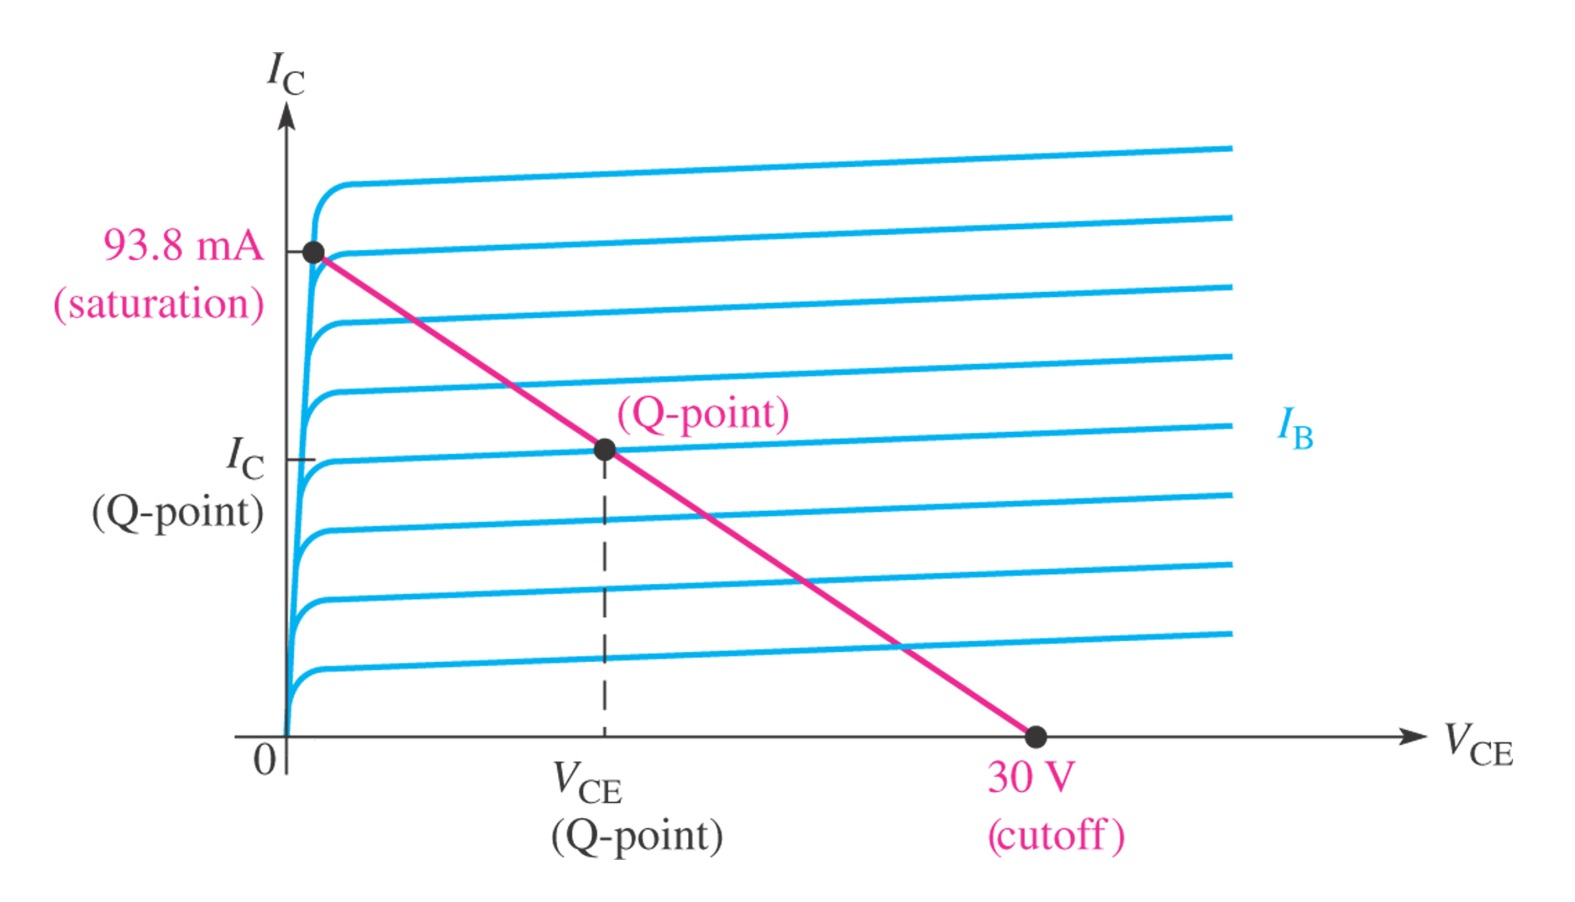 IC
93.8 mA
(saturation)
(Q-point)
IB
IC
(Q-point)
0
VCE
(Q-point)
30 V
(cutoff)
VCE